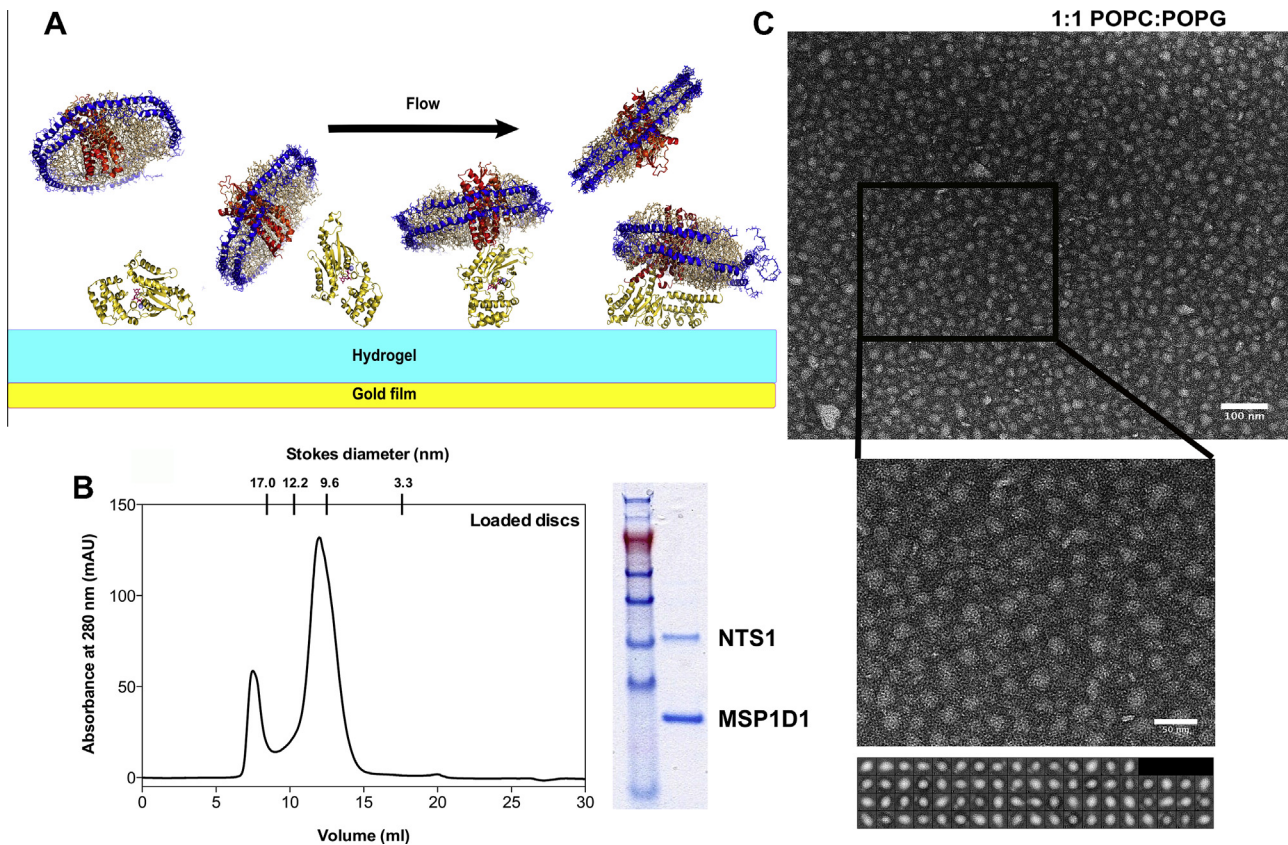 A
Flow
Hydrogel
Gold film
B
Stokes diameter (nm)
17.0 12.2 9.6 3.3
Loaded discs
Absorbance at 280 nm (mAU)
150
100
50
0
0 5 10 15 20 25 30
Volume (ml)
NTS1
MSP1D1
C
1:1 POPC:POPG
100 nm
50 nm